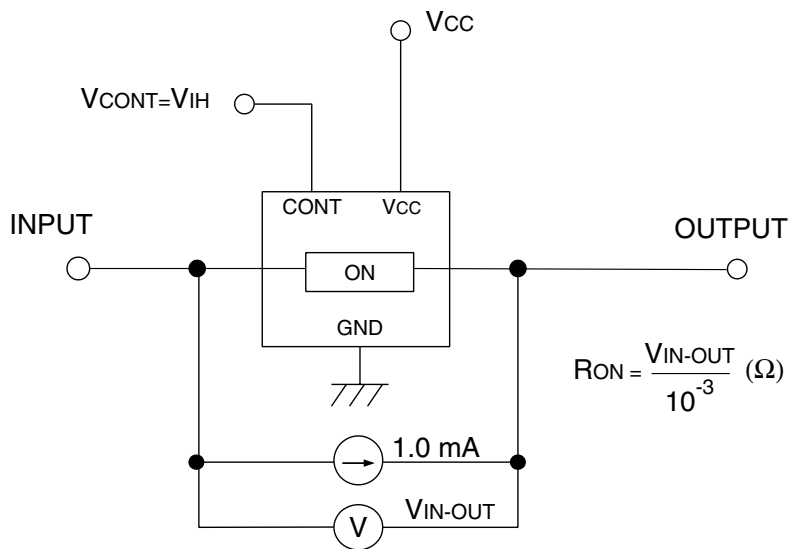 VCC
VCONT=VIH
CONT
VCC
INPUT
OUTPUT
ON
GND
RON = VIN-OUT / 10^-3 (Ω)
1.0 mA
V
VIN-OUT